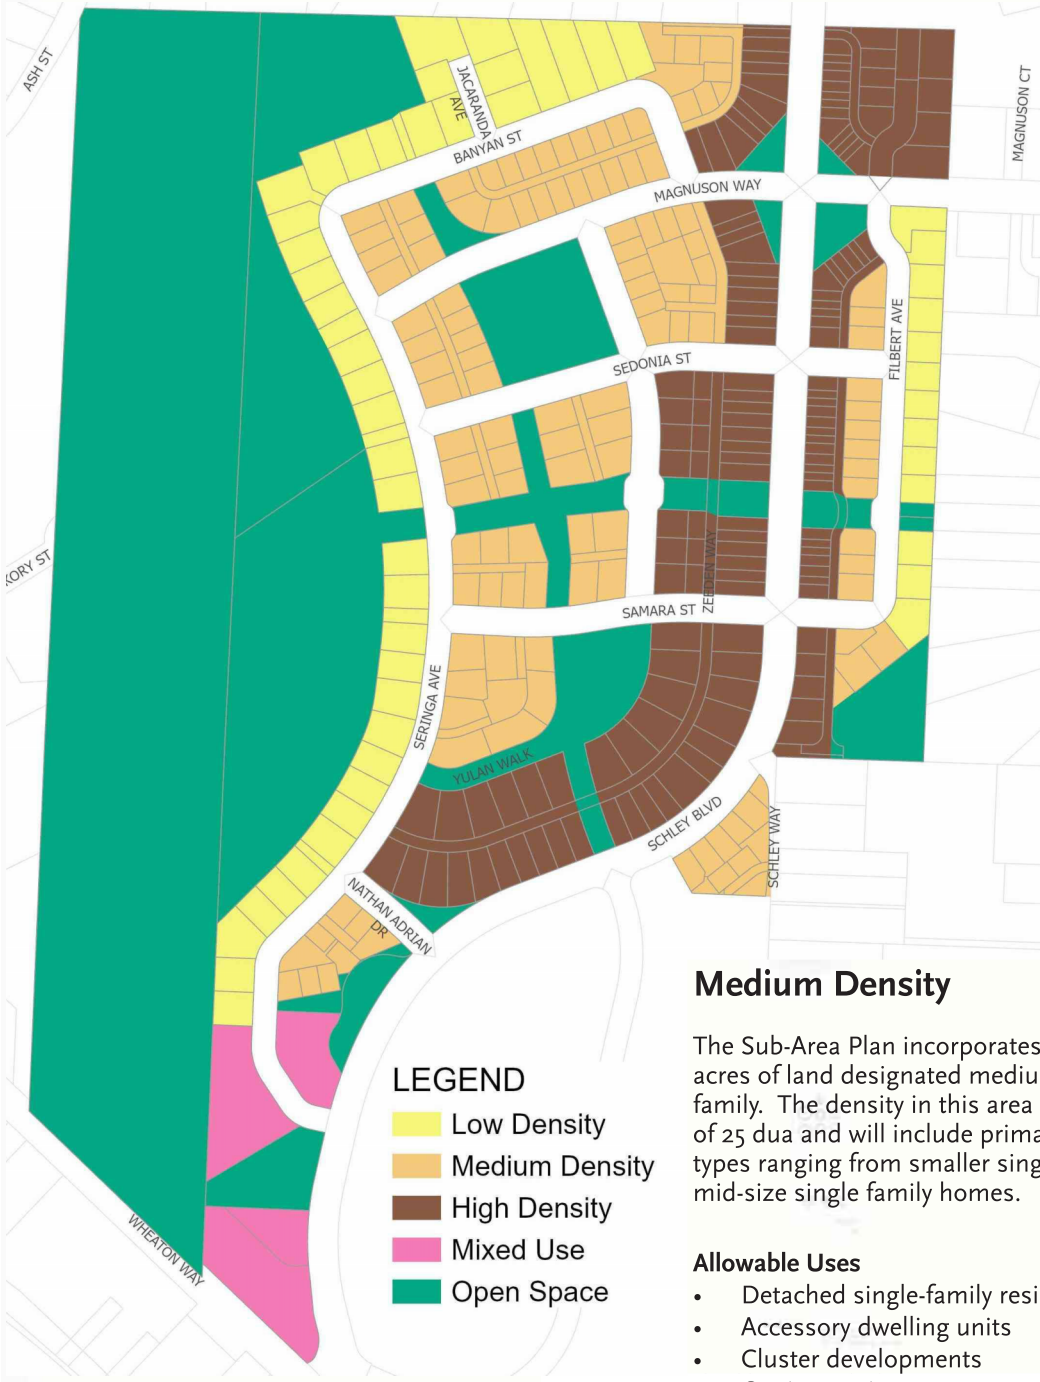 ASH ST
JACARANDA
AVE
BANYAN ST
MAGNUSON CT
MAGNUSON WAY
FILBERT AVE
SEDONIA ST
KORY ST
ZEEDEN WAY
SAMARA ST
SERINGA AVE
YULAN WALK
SCHLEY BLVD
SCHLEY WAY
NATHAN ADRIAN
DR
WHEATON WAY
LEGEND
Low Density
Medium Density
High Density
Mixed Use
Open Space
Medium Density
The Sub-Area Plan incorporates
acres of land designated mediu
family. The density in this area
of 25 dua and will include prima
types ranging from smaller sing
mid-size single family homes.
Allowable Uses
• Detached single-family resi
• Accessory dwelling units
• Cluster developments